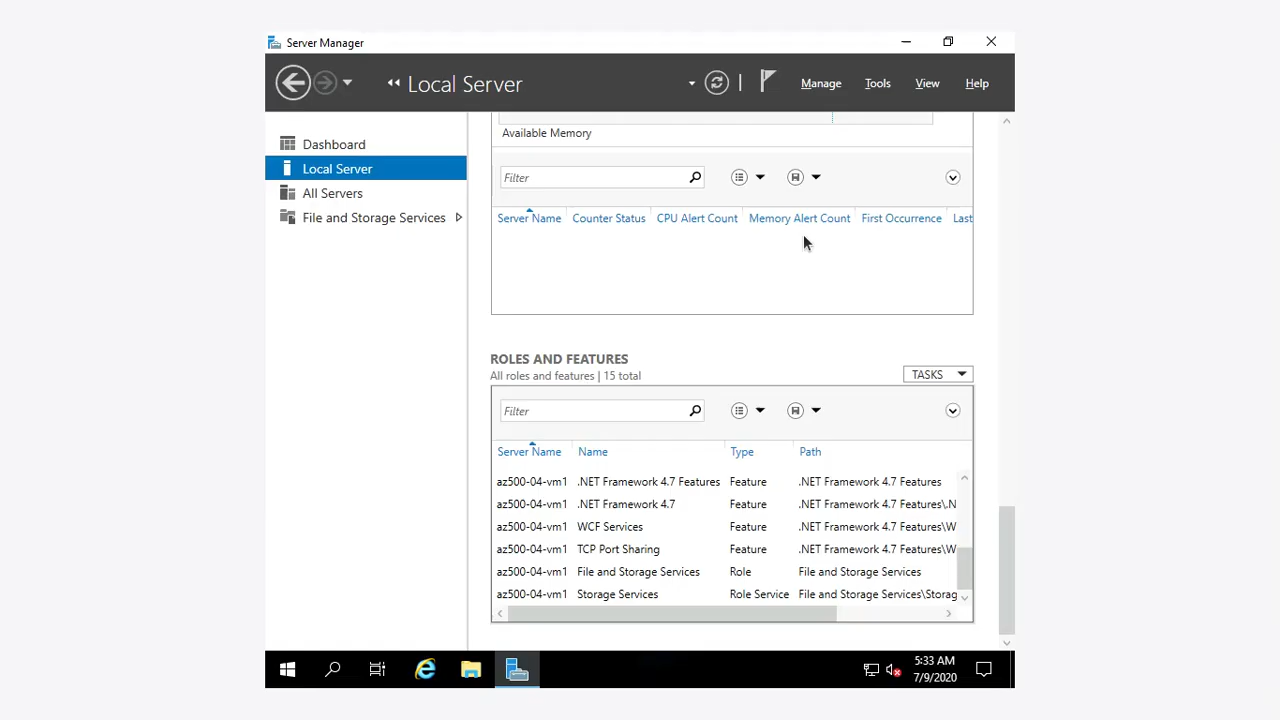 Server Manager
Local Server
Manage Tools View Help
Dashboard
Local Server
All Servers
File and Storage Services
Available Memory
Filter
Server Name Counter Status CPU Alert Count Memory Alert Count First Occurrence Last
ROLES AND FEATURES
All roles and features | 15 total
TASKS
Filter
Server Name Name Type Path
az500-04-vm1 .NET Framework 4.7 Features Feature .NET Framework 4.7 Features
az500-04-vm1 .NET Framework 4.7 Feature .NET Framework 4.7 Features\.N
az500-04-vm1 WCF Services Feature .NET Framework 4.7 Features\W
az500-04-vm1 TCP Port Sharing Feature .NET Framework 4.7 Features\W
az500-04-vm1 File and Storage Services Role File and Storage Services
az500-04-vm1 Storage Services Role Service File and Storage Services\Storag
5:33 AM
7/9/2020